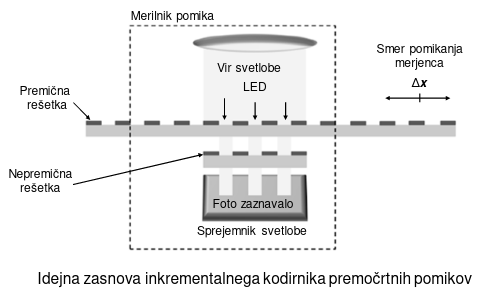 Merilnik pomika
Smer pomikanja
merjenca
Δx
Vir svetlobe
LED
Premična
rešetka
Nepremična
rešetka
Foto zaznavalo
Sprejemnik svetlobe
Idejna zasnova inkrementalnega kodirnika premočrtnih pomikov